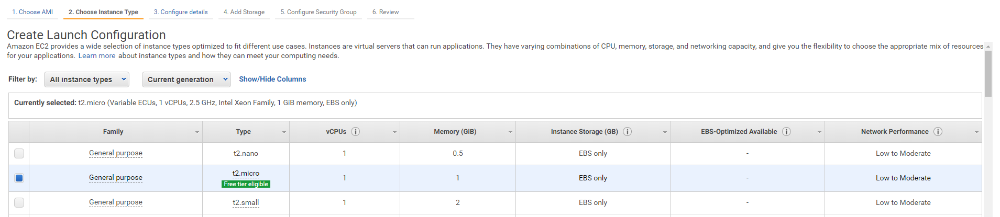 1. Choose AMI 2. Choose Instance Type 3. Configure details 4. Add Storage 5. Configure Security Group 6. Review
Create Launch Configuration
Amazon EC2 provides a wide selection of instance types optimized to fit different use cases. Instances are virtual servers that can run applications. They have varying combinations of CPU, memory, storage, and networking capacity, and give you the flexibility to choose the appropriate mix of resources
for your applications. Learn more about instance types and how they can meet your computing needs.
Filter by: All instance types Current generation Show/Hide Columns
Currently selected: t2.micro (Variable ECUs, 1 vCPUs, 2.5 GHz, Intel Xeon Family, 1 GiB memory, EBS only)
Family Type vCPUs i Memory (GiB) Instance Storage (GB) i EBS-Optimized Available i Network Performance i
General purpose t2.nano 1 0.5 EBS only - Low to Moderate
General purpose t2.micro 1 1 EBS only - Low to Moderate
Free tier eligible
General purpose t2.small 1 2 EBS only - Low to Moderate